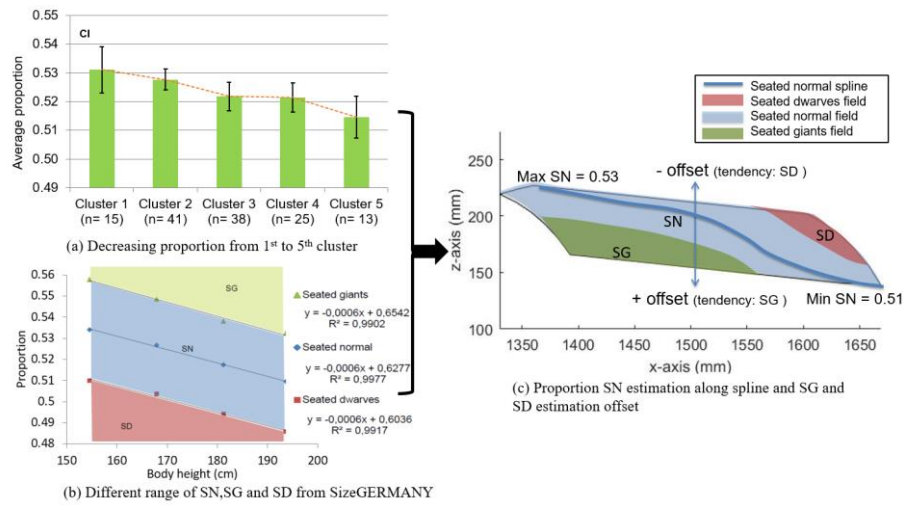 0.55
0.54
0.53
0.52
0.51
0.50
0.49
Average proportion
CI
Cluster 1
(n= 15)
Cluster 2
(n= 41)
Cluster 3
(n= 38)
Cluster 4
(n= 25)
Cluster 5
(n= 13)
(a) Decreasing proportion from 1st to 5th cluster
0.56
0.55
0.54
0.53
0.52
0.51
0.5
0.49
0.48
Proportion
SG
SN
SD
150
160
170
180
190
200
Body height (cm)
Seated giants
y = -0,0006x + 0,6542
R² = 0,9902
Seated normal
y = -0,0006x + 0,6277
R² = 0,9977
Seated dwarves
y = -0,0006x + 0,6036
R² = 0,9917
(b) Different range of SN,SG and SD from SizeGERMANY
Seated normal spline
Seated dwarves field
Seated normal field
Seated giants field
250
200
150
100
z-axis (mm)
Max SN = 0.53
- offset (tendency: SD )
SN
SD
SG
+ offset (tendency: SG )
Min SN = 0.51
1350
1400
1450
1500
1550
1600
1650
x-axis (mm)
(c) Proportion SN estimation along spline and SG and
SD estimation offset